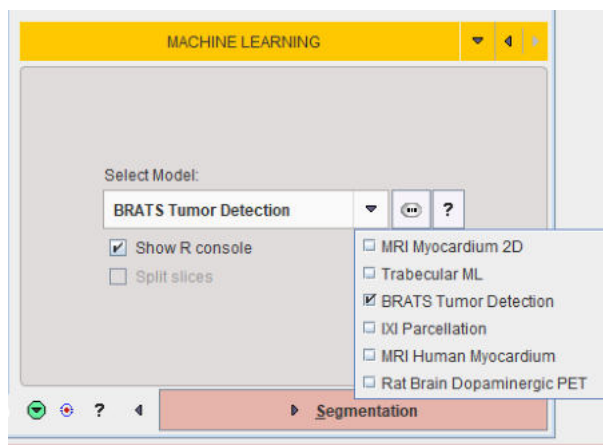 MACHINE LEARNING
Select Model:
BRATS Tumor Detection
?
Show R console
Split slices
MRI Myocardium 2D
Trabecular ML
BRATS Tumor Detection
IXI Parcellation
MRI Human Myocardium
Rat Brain Dopaminergic PET
? Segmentation